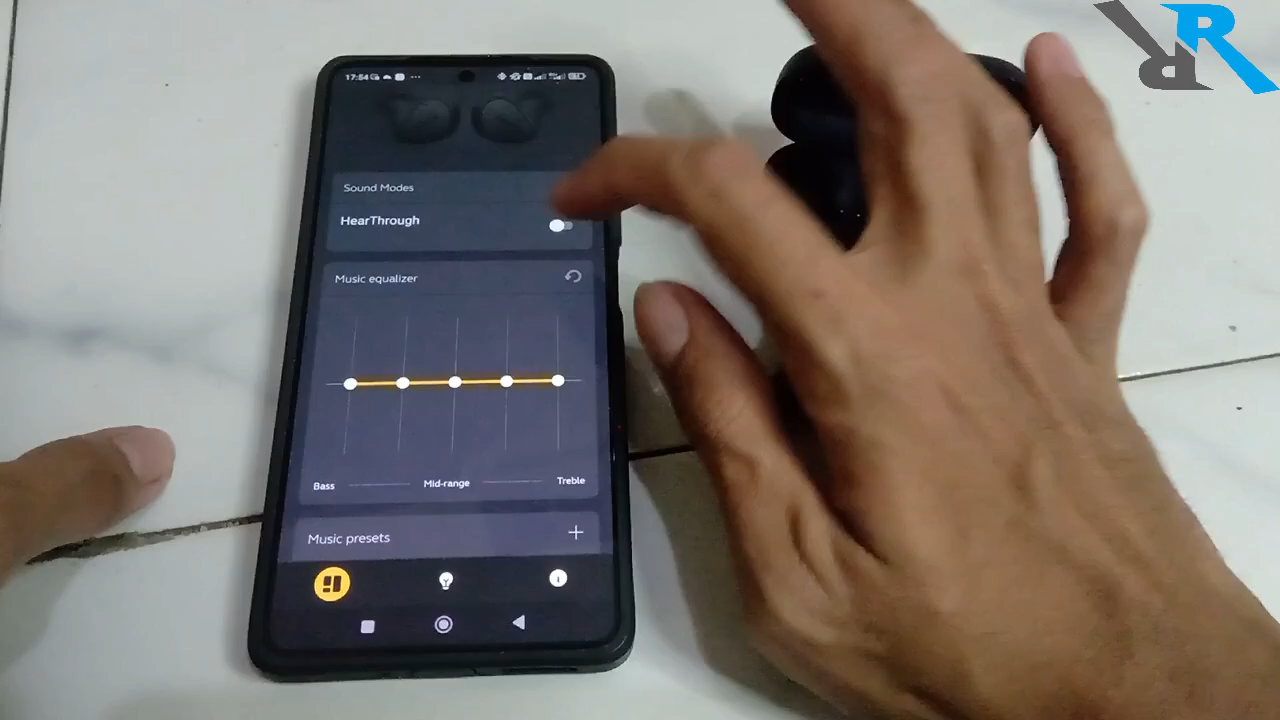 17:54
Sound Modes
HearThrough
Music equalizer
Bass
Mid-range
Treble
Music presets